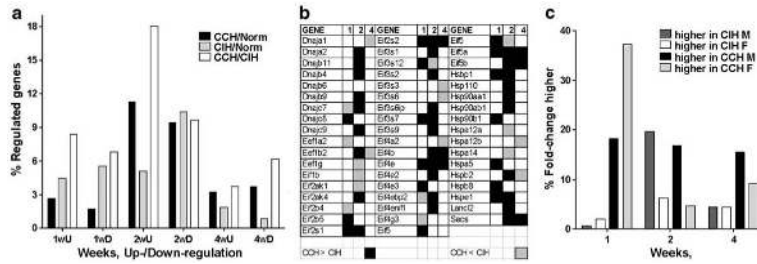 a
% Regulated genes
18
15
12
9
6
3
0
CCH/Norm
CIH/Norm
CCH/CIH
1wU 1wD 2wU 2wD 4wU 4wD
Weeks, Up-/Down-regulation
b
GENE 1 2 4 GENE 1 2 4 GENE 1 2 4
Dnaja1 Eif2s2 Eif5
Dnaja2 Eif3s1 Eif5a
Dnajb11 Eif3s12 Eif5b
Dnajb4 Eif3s2 Hsbp1
Dnajb6 Eif3s3 Hsp110
Dnajb9 Eif3s6 Hsp90aa1
Dnajc7 Eif3s6ip Hsp90ab1
Dnajc5 Eif3s7 Hsp90b1
Dnajc9 Eif3s9 Hspa12a
Eef1a2 Eif4a2 Hspa12b
Eef1b2 Eif4b Hspa14
Eef1g Eif4e Hspa5
Eif1b Eif4e2 Hspb2
Eif2ak1 Eif4e3 Hspb8
Eif2ak4 Eif4ebp2 Hspe1
Eif2b4 Eif4enif1 Lancl2
Eif2b5 Eif4g3 Sacs
Eif2s1 Eif5
CCH > CIH CCH < CIH
c
% Fold-change higher
40
30
20
10
0
higher in CIH M
higher in CIH F
higher in CCH M
higher in CCH F
1 2 4
Weeks,